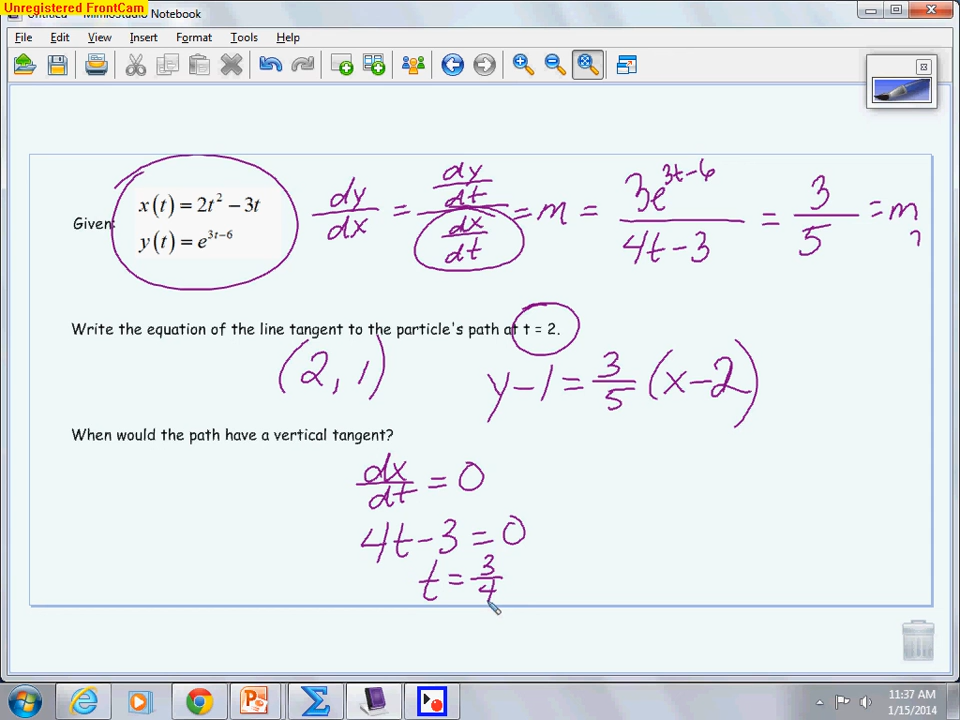 Unregistered FrontCam
Untitled - MimioStudio Notebook
File Edit View Insert Format Tools Help
Given: x(t) = 2t² − 3t
y(t) = e^{3t−6}
dy/dx = (dy/dt)/(dx/dt) = m = 3e^{3t−6}/(4t−3) = 3/5 = m
Write the equation of the line tangent to the particle's path at t = 2.
(2, 1) y−1 = 3/5 (x−2)
When would the path have a vertical tangent?
dx/dt = 0
4t−3 = 0
t = 3/4
11:37 AM
1/15/2014